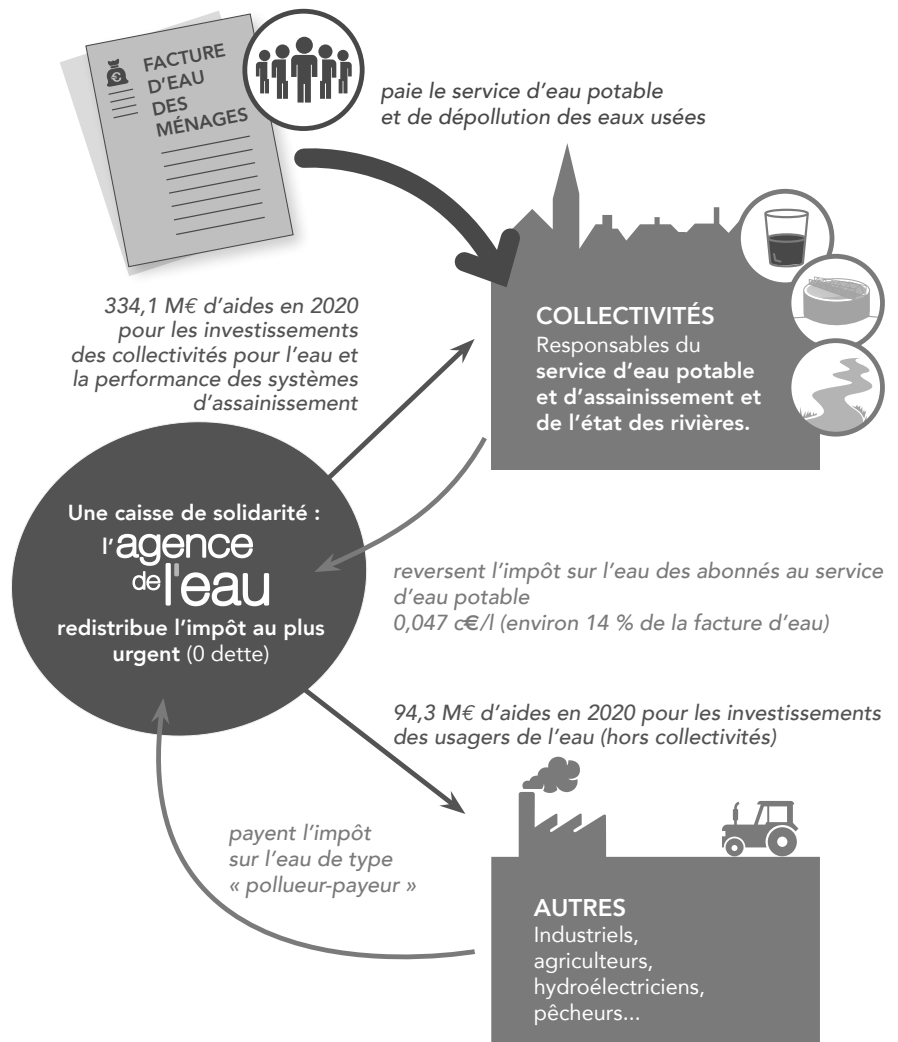 FACTURE
D'EAU
DES
MÉNAGES
paie le service d'eau potable
et de dépollution des eaux usées
334,1 M€ d'aides en 2020
pour les investissements
des collectivités pour l'eau et
la performance des systèmes
d'assainissement
COLLECTIVITÉS
Responsables du
service d'eau potable
et d'assainissement et
de l'état des rivières.
Une caisse de solidarité :
l'agence
de l'eau
redistribue l'impôt au plus
urgent (0 dette)
reversent l'impôt sur l'eau des abonnés au service
d'eau potable
0,047 c€/l (environ 14 % de la facture d'eau)
94,3 M€ d'aides en 2020 pour les investissements
des usagers de l'eau (hors collectivités)
payent l'impôt
sur l'eau de type
« pollueur-payeur »
AUTRES
Industriels,
agriculteurs,
hydroélectriciens,
pêcheurs...